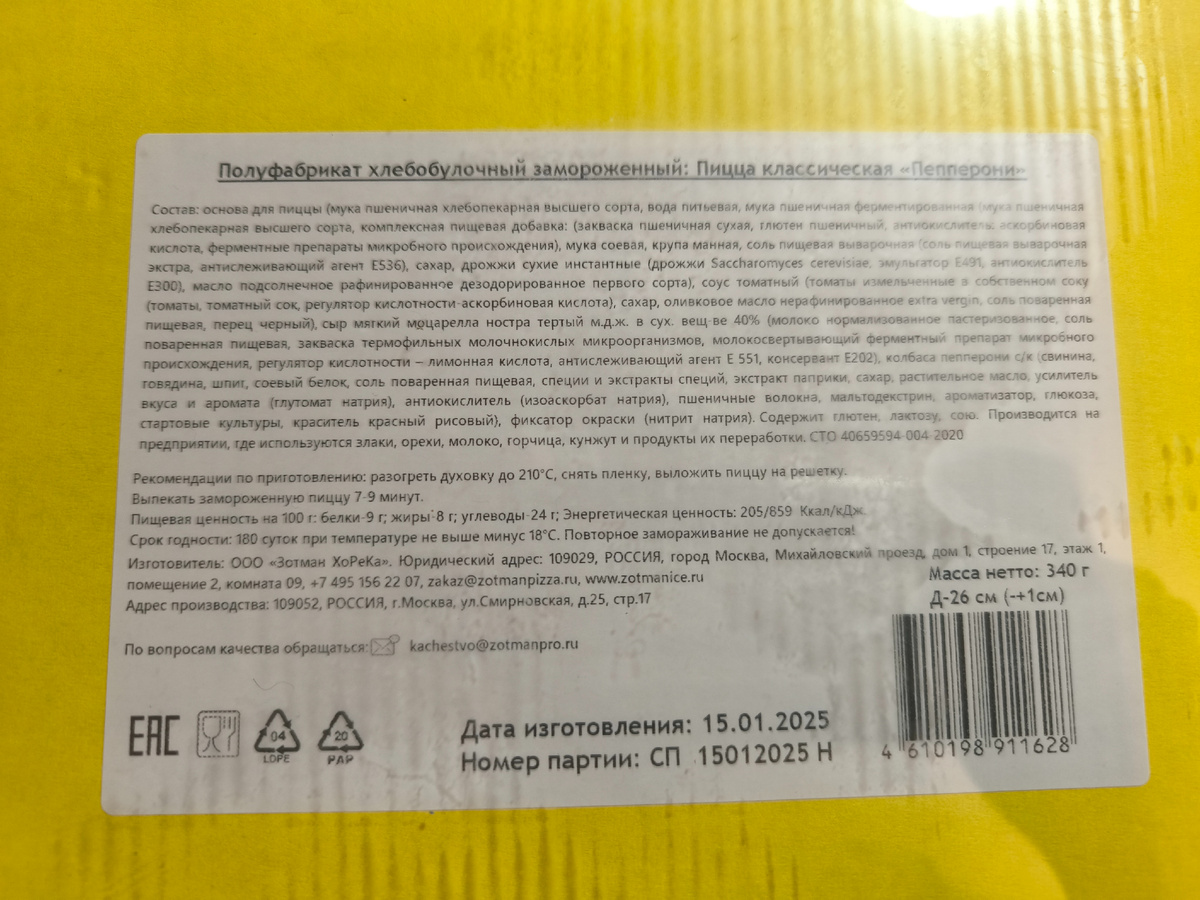 Полуфабрикат хлебобулочный замороженный: Пицца классическая «Пепперони»
Состав: основа для пиццы (мука пшеничная хлебопекарная высшего сорта, вода питьевая, мука пшеничная ферментированная (мука пшеничная
хлебопекарная высшего сорта, комплексная пищевая добавка: (закваска пшеничная сухая, глютен пшеничный, антиокислитель: аскорбиновая
кислота, ферментные препараты микробного происхождения), мука соевая, крупа манная, соль пищевая выварочная (соль пищевая выварочная
экстра, антислеживающий агент Е536), сахар, дрожжи сухие инстантные (дрожжи Saccharomyces cerevisiae, эмульгатор Е491, антиокислитель
Е300), масло подсолнечное рафинированное дезодорированное первого сорта), соус томатный (томаты измельченные в собственном соку
(томаты, томатный сок, регулятор кислотности-аскорбиновая кислота), сахар, оливковое масло нерафинированное extra vergin, соль поваренная
пищевая, перец черный), сыр мягкий моцарелла ностра тертый м.д.ж. в сух. вещ-ве 40% (молоко нормализованное пастеризованное, соль
поваренная пищевая, закваска термофильных молочнокислых микроорганизмов, молокосвертывающий ферментный препарат микробного
происхождения, регулятор кислотности – лимонная кислота, антислеживающий агент Е 551, консервант Е202), колбаса пепперони с/к (свинина,
говядина, шпиг, соевый белок, соль поваренная пищевая, специи и экстракты специй, экстракт паприки, сахар, растительное масло, усилитель
вкуса и аромата (глутомат натрия), антиокислитель (изоаскорбат натрия), пшеничные волокна, мальтодекстрин, ароматизатор, глюкоза,
стартовые культуры, краситель красный рисовый), фиксатор окраски (нитрит натрия). Содержит глютен, лактозу, сою. Производится на
предприятии, где используются злаки, орехи, молоко, горчица, кунжут и продукты их переработки. СТО 40659594-004-2020
Рекомендации по приготовлению: разогреть духовку до 210°С, снять пленку, выложить пиццу на решетку.
Выпекать замороженную пиццу 7-9 минут.
Пищевая ценность на 100 г: белки-9 г; жиры-8 г; углеводы-24 г; Энергетическая ценность: 205/859 Ккал/кДж.
Срок годности: 180 суток при температуре не выше минус 18°С. Повторное замораживание не допускается!
Изготовитель: ООО «Зотман ХоРеКа». Юридический адрес: 109029, РОССИЯ, город Москва, Михайловский проезд, дом 1, строение 17, этаж 1,
помещение 2, комната 09, +7 495 156 22 07, zakaz@zotmanpizza.ru, www.zotmanice.ru
Адрес производства: 109052, РОССИЯ, г.Москва, ул.Смирновская, д.25, стр.17
Масса нетто: 340 г
Д-26 см (-+1см)
По вопросам качества обращаться: kachestvo@zotmanpro.ru
ЕАС
04
LDPE
20
PAP
Дата изготовления: 15.01.2025
Номер партии: СП 15012025 Н
4 610198 911628